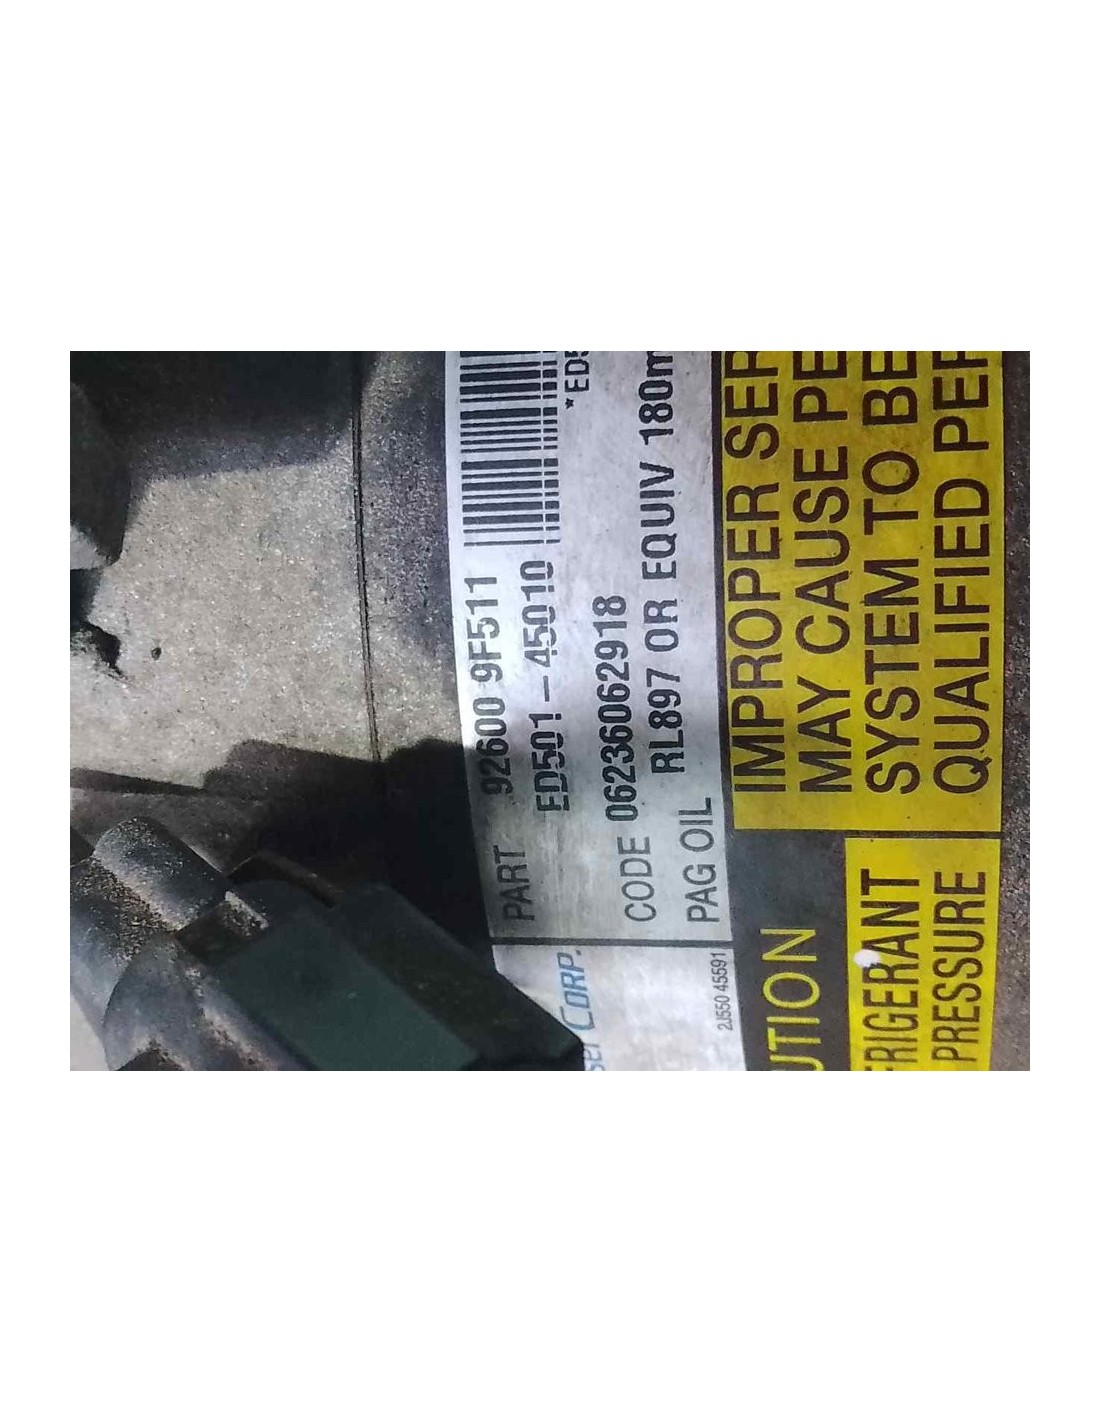 PART 92600 9F511
ED501-45010
*ED5
CODE 06236062918
RL897 OR EQUIV 180m
PAG OIL
CORP.
2J550 45591
IMPROPER SER
MAY CAUSE PE
SYSTEM TO BE
QUALIFIED PER
UTION
FRIGERANT
PRESSURE